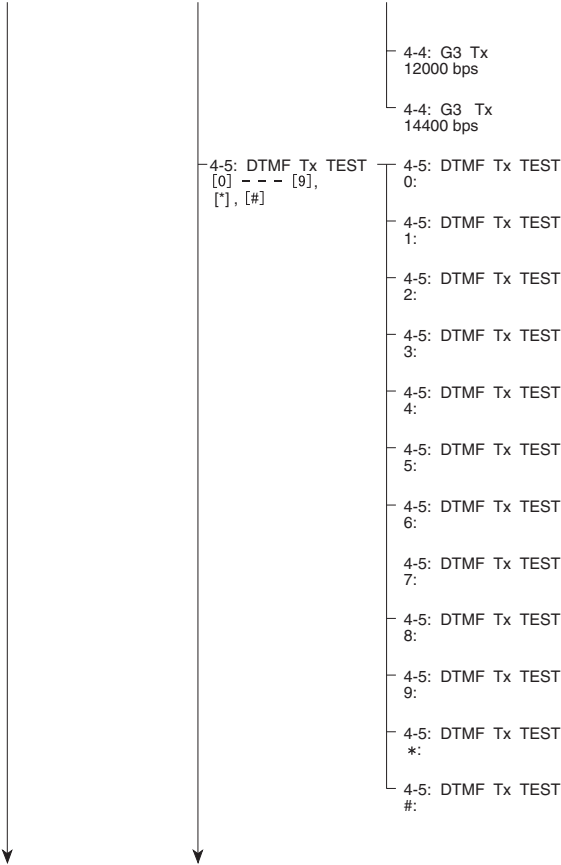 4-4: G3 Tx
12000 bps
4-4: G3 Tx
14400 bps
4-5: DTMF Tx TEST
[0] – – – [9],
[*], [#]
4-5: DTMF Tx TEST
0:
4-5: DTMF Tx TEST
1:
4-5: DTMF Tx TEST
2:
4-5: DTMF Tx TEST
3:
4-5: DTMF Tx TEST
4:
4-5: DTMF Tx TEST
5:
4-5: DTMF Tx TEST
6:
4-5: DTMF Tx TEST
7:
4-5: DTMF Tx TEST
8:
4-5: DTMF Tx TEST
9:
4-5: DTMF Tx TEST
*:
4-5: DTMF Tx TEST
#: